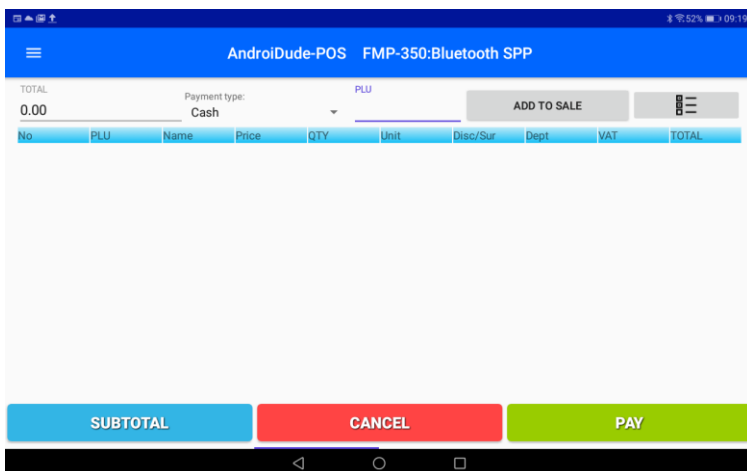 52% 09:19
AndroiDude-POS FMP-350:Bluetooth SPP
TOTAL Payment type: PLU
0.00 Cash ADD TO SALE
No PLU Name Price QTY Unit Disc/Sur Dept VAT TOTAL
SUBTOTAL CANCEL PAY